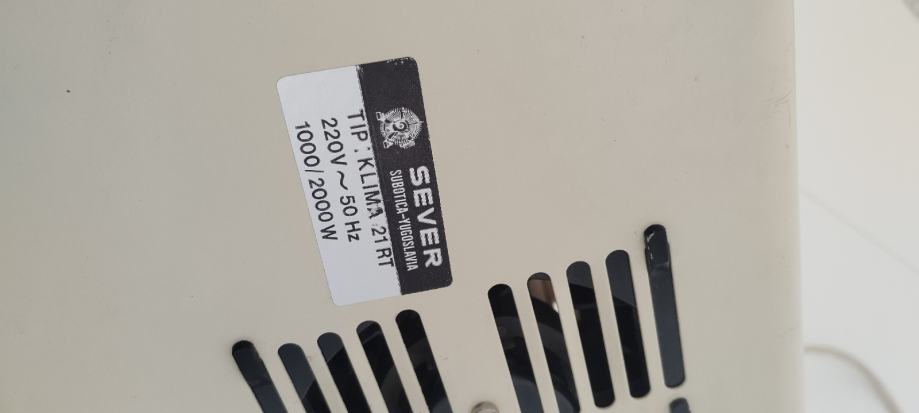 SEVER
SUBOTICA-YUGOSLAVIA
TIP: KLIMA 21RT
220V ~ 50 Hz
1000/2000W